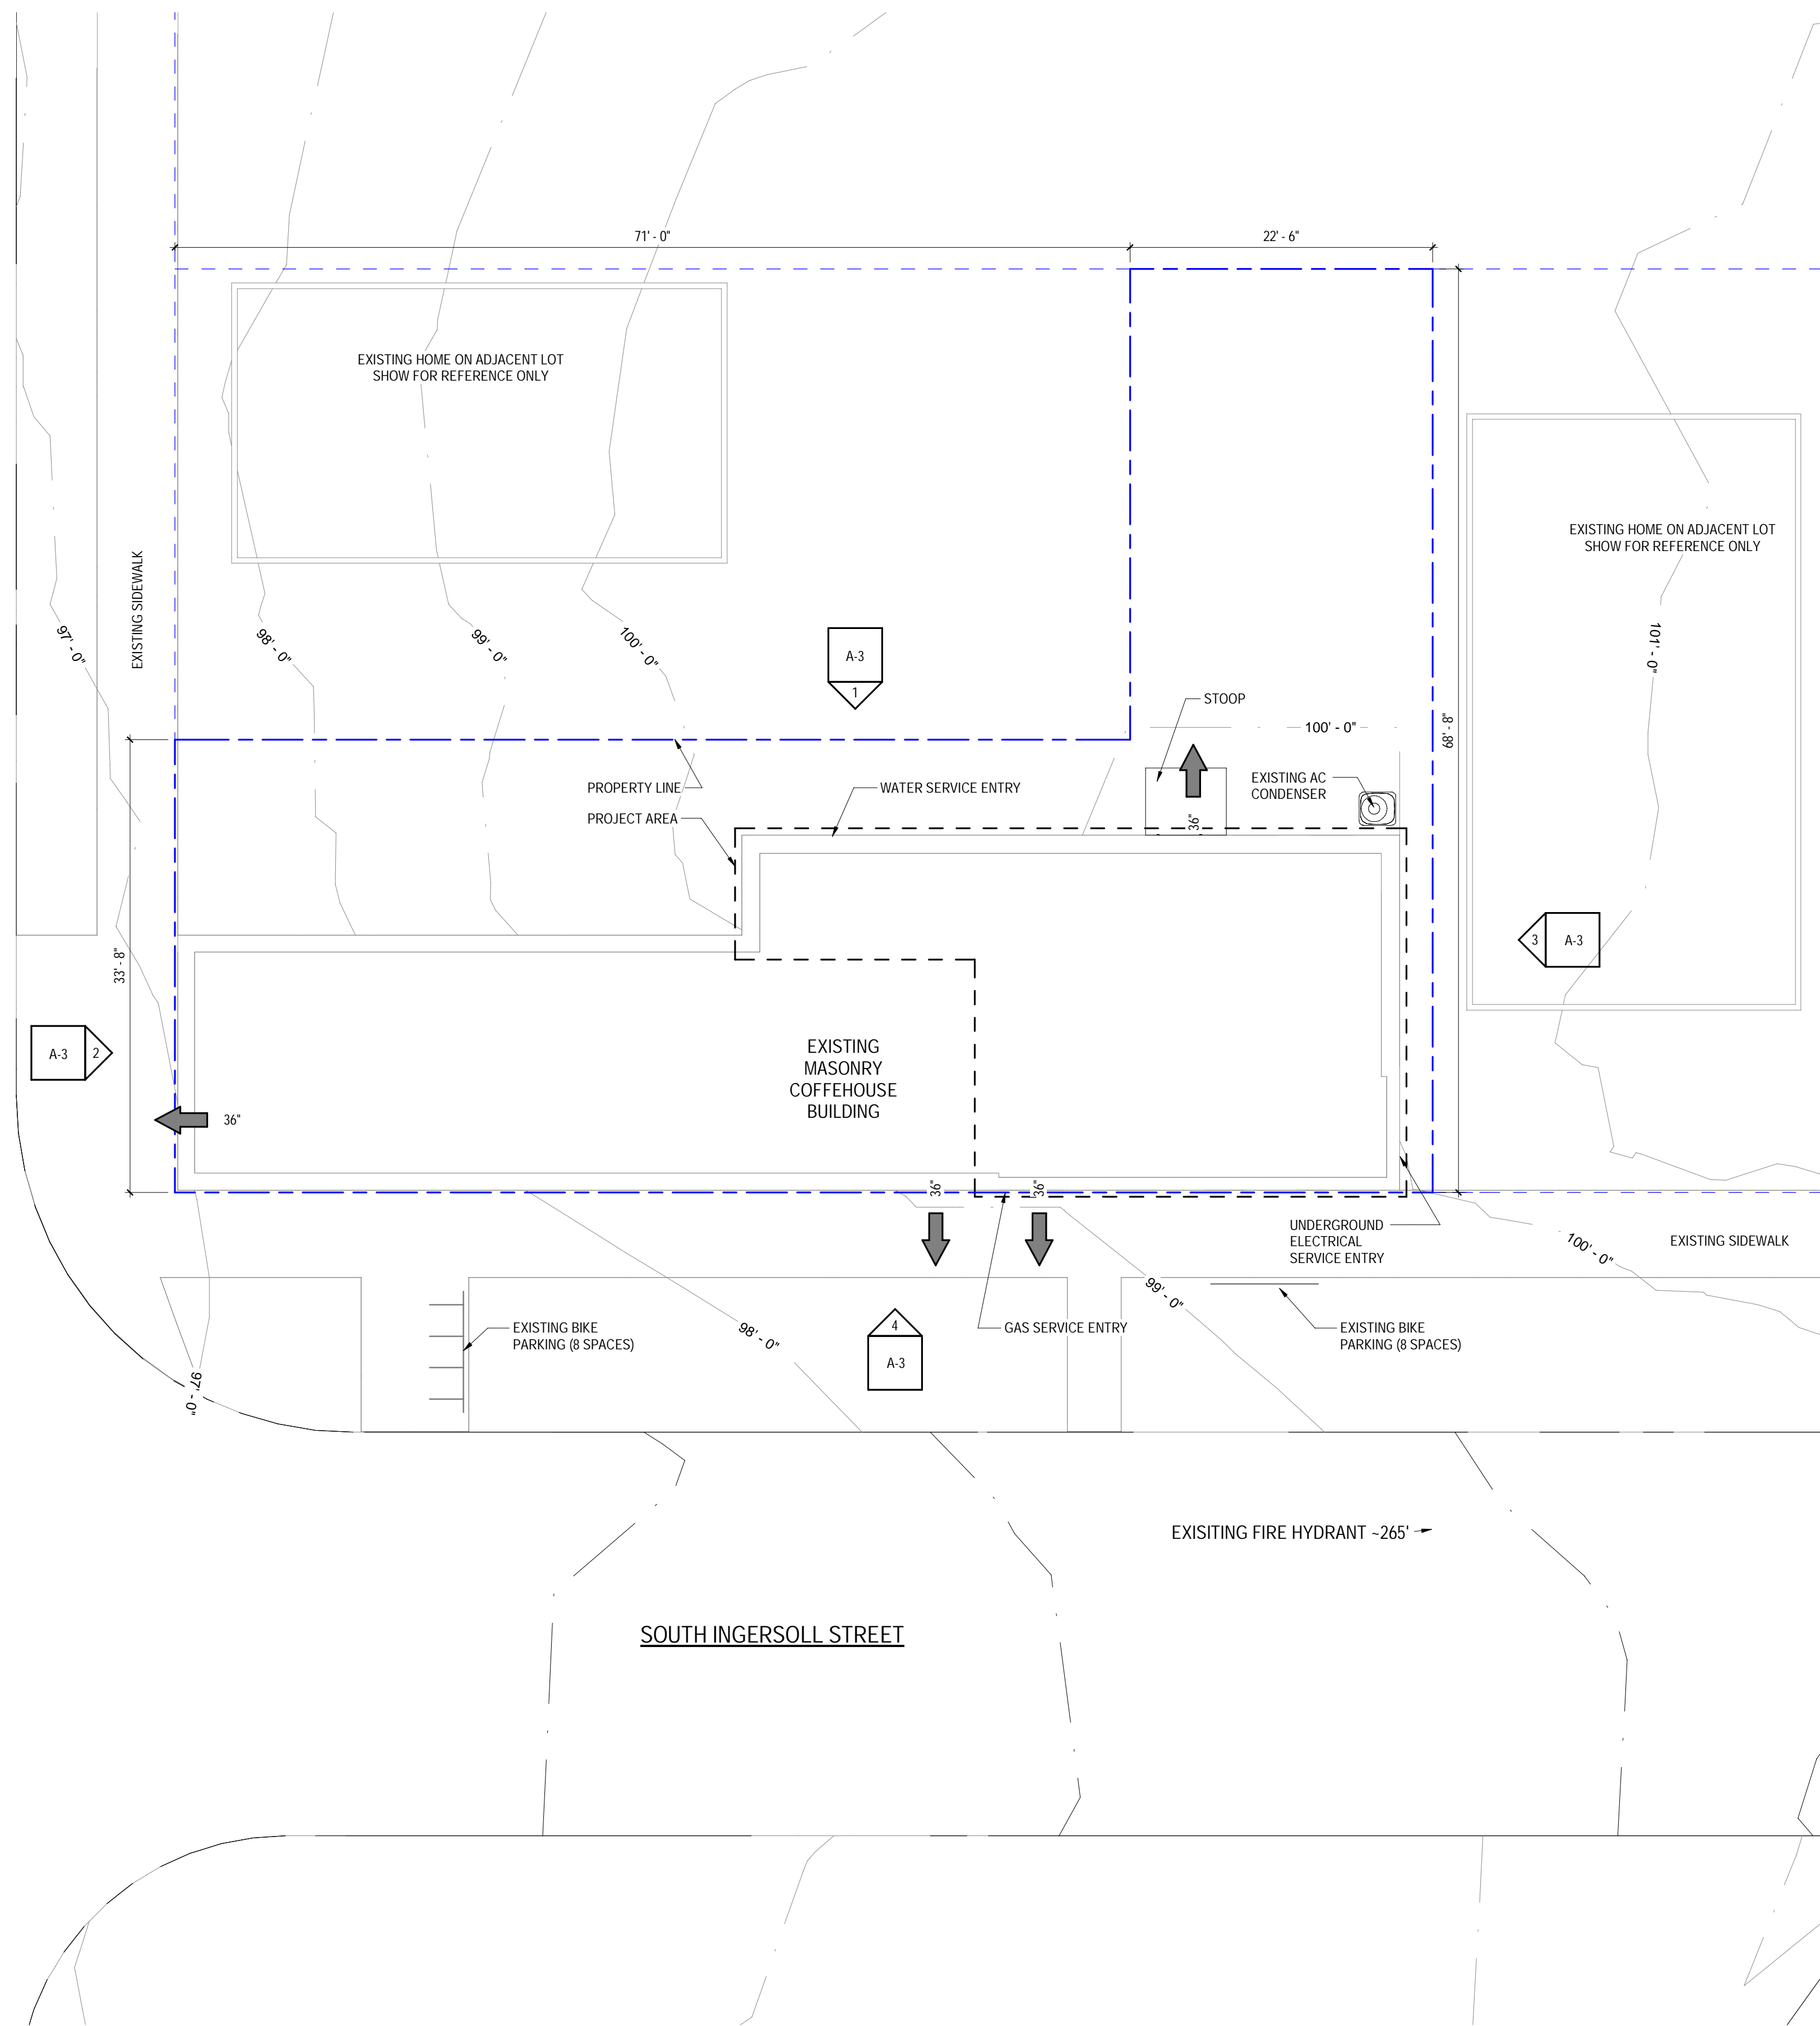 71' - 0"
22' - 6"
EXISTING HOME ON ADJACENT LOT
SHOW FOR REFERENCE ONLY
EXISTING HOME ON ADJACENT LOT
SHOW FOR REFERENCE ONLY
EXISTING SIDEWALK
97' - 0"
98' - 0"
99' - 0"
100' - 0"
A-3
1
101' - 0"
STOOP
100' - 0"
68' - 8"
PROPERTY LINE
WATER SERVICE ENTRY
EXISTING AC
CONDENSER
PROJECT AREA
36"
33' - 8"
3
A-3
A-3
2
EXISTING
MASONRY
COFFEHOUSE
BUILDING
36"
36"
36"
UNDERGROUND
ELECTRICAL
SERVICE ENTRY
100' - 0"
EXISTING SIDEWALK
99' - 0"
EXISTING BIKE
PARKING (8 SPACES)
98' - 0"
4
A-3
GAS SERVICE ENTRY
EXISTING BIKE
PARKING (8 SPACES)
97' - 0"
EXISITING FIRE HYDRANT ~265'
SOUTH INGERSOLL STREET